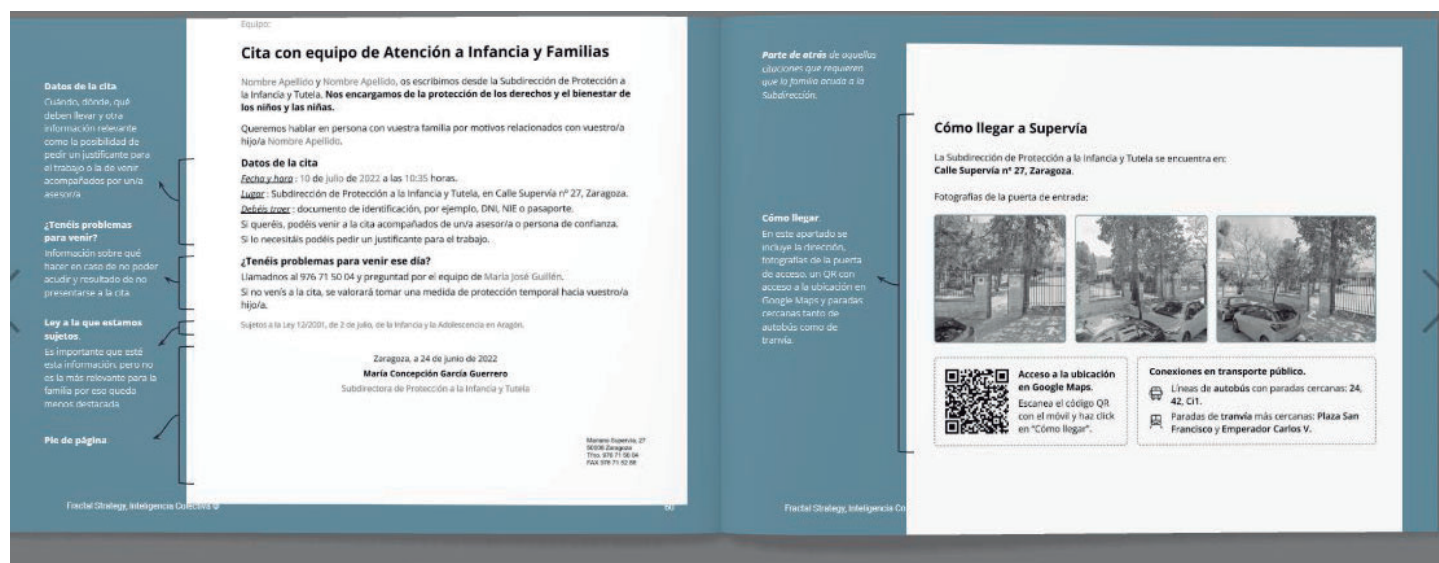 Equipo:
Cita con equipo de Atención a Infancia y Familias
Nombre Apellido y Nombre Apellido, os escribimos desde la Subdirección de Protección a
la Infancia y Tutela. Nos encargamos de la protección de los derechos y el bienestar de
los niños y las niñas.
Queremos hablar en persona con vuestra familia por motivos relacionados con vuestro/a
hijo/a Nombre Apellido.
Datos de la cita
Fecha y hora : 10 de julio de 2022 a las 10:35 horas.
Lugar : Subdirección de Protección a la Infancia y Tutela, en Calle Supervía nº 27, Zaragoza.
Debéis traer : documento de identificación, por ejemplo, DNI, NIE o pasaporte.
Si queréis, podéis venir a la cita acompañados de un/a asesor/a o persona de confianza.
Si lo necesitáis podéis pedir un justificante para el trabajo.
¿Tenéis problemas para venir ese día?
Llamadnos al 976 71 50 04 y preguntad por el equipo de María José Guillén.
Si no venís a la cita, se valorará tomar una medida de protección temporal hacia vuestro/a
hijo/a.
Sujetos a la Ley 12/2001, de 2 de julio, de la Infancia y la Adolescencia en Aragón.
Zaragoza, a 24 de junio de 2022
María Concepción García Guerrero
Subdirectora de Protección a la Infancia y Tutela
Mariano Supervía, 27
50006 Zaragoza
Tfno. 976 71 50 04
FAX 976 71 52 86
Datos de la cita
Cuándo, dónde, qué
deben llevar y otra
información relevante
como la posibilidad de
pedir un justificante para
el trabajo o la de venir
acompañados por un/a
asesor/a
¿Tenéis problemas
para venir?
Información sobre qué
hacer en caso de no poder
acudir y resultado de no
presentarse a la cita
Ley a la que estamos
sujetos.
Es importante que esté
esta información, pero no
es la más relevante para la
familia por eso queda
menos destacada
Pie de página
Fractal Strategy, Inteligencia Colectiva ©
60
Parte de atrás de aquellas
citaciones que requieren
que la familia acuda a la
Subdirección.
Cómo llegar.
En este apartado se
incluye la dirección,
fotografías de la puerta
de acceso, un QR con
acceso a la ubicación en
Google Maps y paradas
cercanas tanto de
autobús como de
tranvía.
Cómo llegar a Supervía
La Subdirección de Protección a la Infancia y Tutela se encuentra en:
Calle Supervía nº 27, Zaragoza.
Fotografías de la puerta de entrada:
Acceso a la ubicación
en Google Maps.
Escanea el código QR
con el móvil y haz click
en "Cómo llegar".
Conexiones en transporte público.
Líneas de autobús con paradas cercanas: 24,
42, Ci1.
Paradas de tranvía más cercanas: Plaza San
Francisco y Emperador Carlos V.
Fractal Strategy, Inteligencia Co